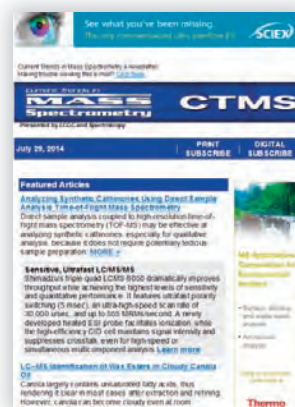 See what you've been missing.
SCIEX
Current Trends in Mass Spectrometry e-Newsletter
Having trouble viewing this e-mail? Click here.
current trends in
MASS
Spectrometry
CTMS
Presented by LCGC and Spectroscopy
July 29, 2014
PRINT
SUBSCRIBE
DIGITAL
SUBSCRIBE
Featured Articles
Analyzing Synthetic Cathinones Using Direct Sample
Analysis Time-of-Flight Mass Spectrometry
Direct sample analysis coupled to high-resolution time-of-
flight mass spectrometry (TOF-MS) may be effective at
analyzing synthetic cathinones, especially for qualitative
analysis, because it does not require potentially tedious
sample preparation. MORE »
Sensitive, Ultrafast LC/MS/MS
Shimadzu's triple quad LCMS-8050 dramatically improves
throughput while achieving the highest levels of sensitivity
and quantitative performance. It features ultrafast polarity
switching (5 msec), an ultra-high-speed scan rate of
30,000 u/sec, and up to 555 MRMs/second. A newly
developed heated ESI probe facilitates ionization, while
the high-efficiency CID cell maintains signal intensity and
suppresses crosstalk, even for high-speed or
simultaneous multicomponent analysis. Learn more
LC–MS Identification of Wax Esters in Cloudy Canola
Oil
Canola largely contains unsaturated fatty acids, thus
rendering it clear in most cases after extraction and refining.
However, canola can become cloudy even at room
Thermo